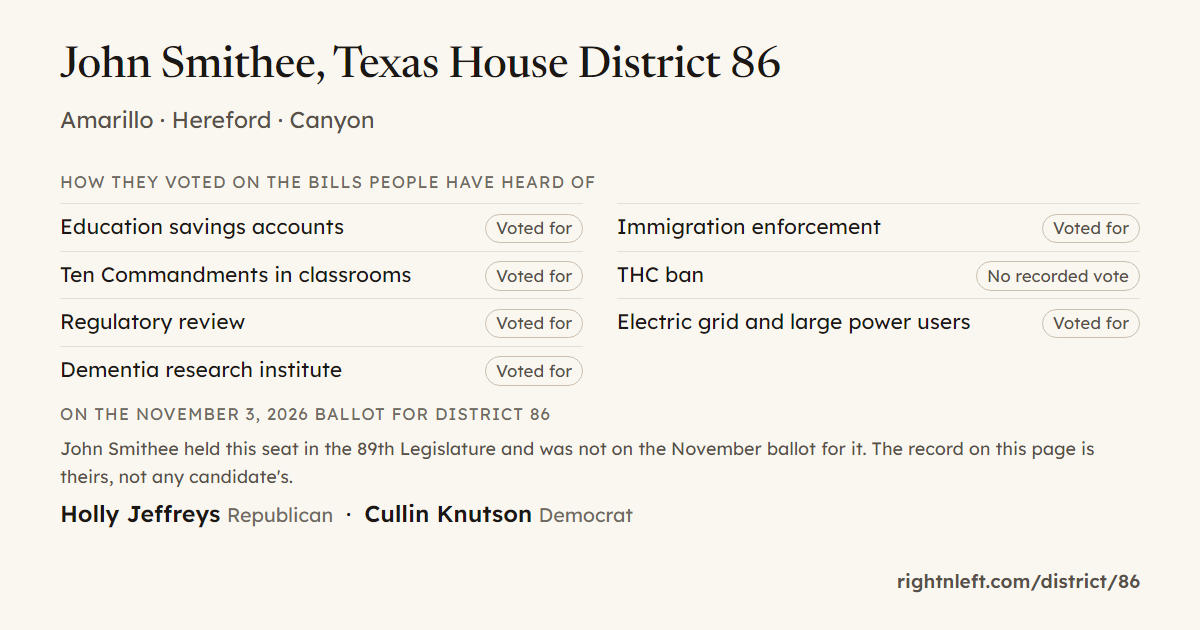 John Smithee, Texas House District 86
Amarillo · Hereford · Canyon
HOW THEY VOTED ON THE BILLS PEOPLE HAVE HEARD OF
Education savings accounts Voted for
Ten Commandments in classrooms Voted for
Regulatory review Voted for
Dementia research institute Voted for
Immigration enforcement Voted for
THC ban No recorded vote
Electric grid and large power users Voted for
ON THE NOVEMBER 3, 2026 BALLOT FOR DISTRICT 86
John Smithee held this seat in the 89th Legislature and was not on the November ballot for it. The record on this page is
theirs, not any candidate's.
Holly Jeffreys Republican · Cullin Knutson Democrat
rightnleft.com/district/86